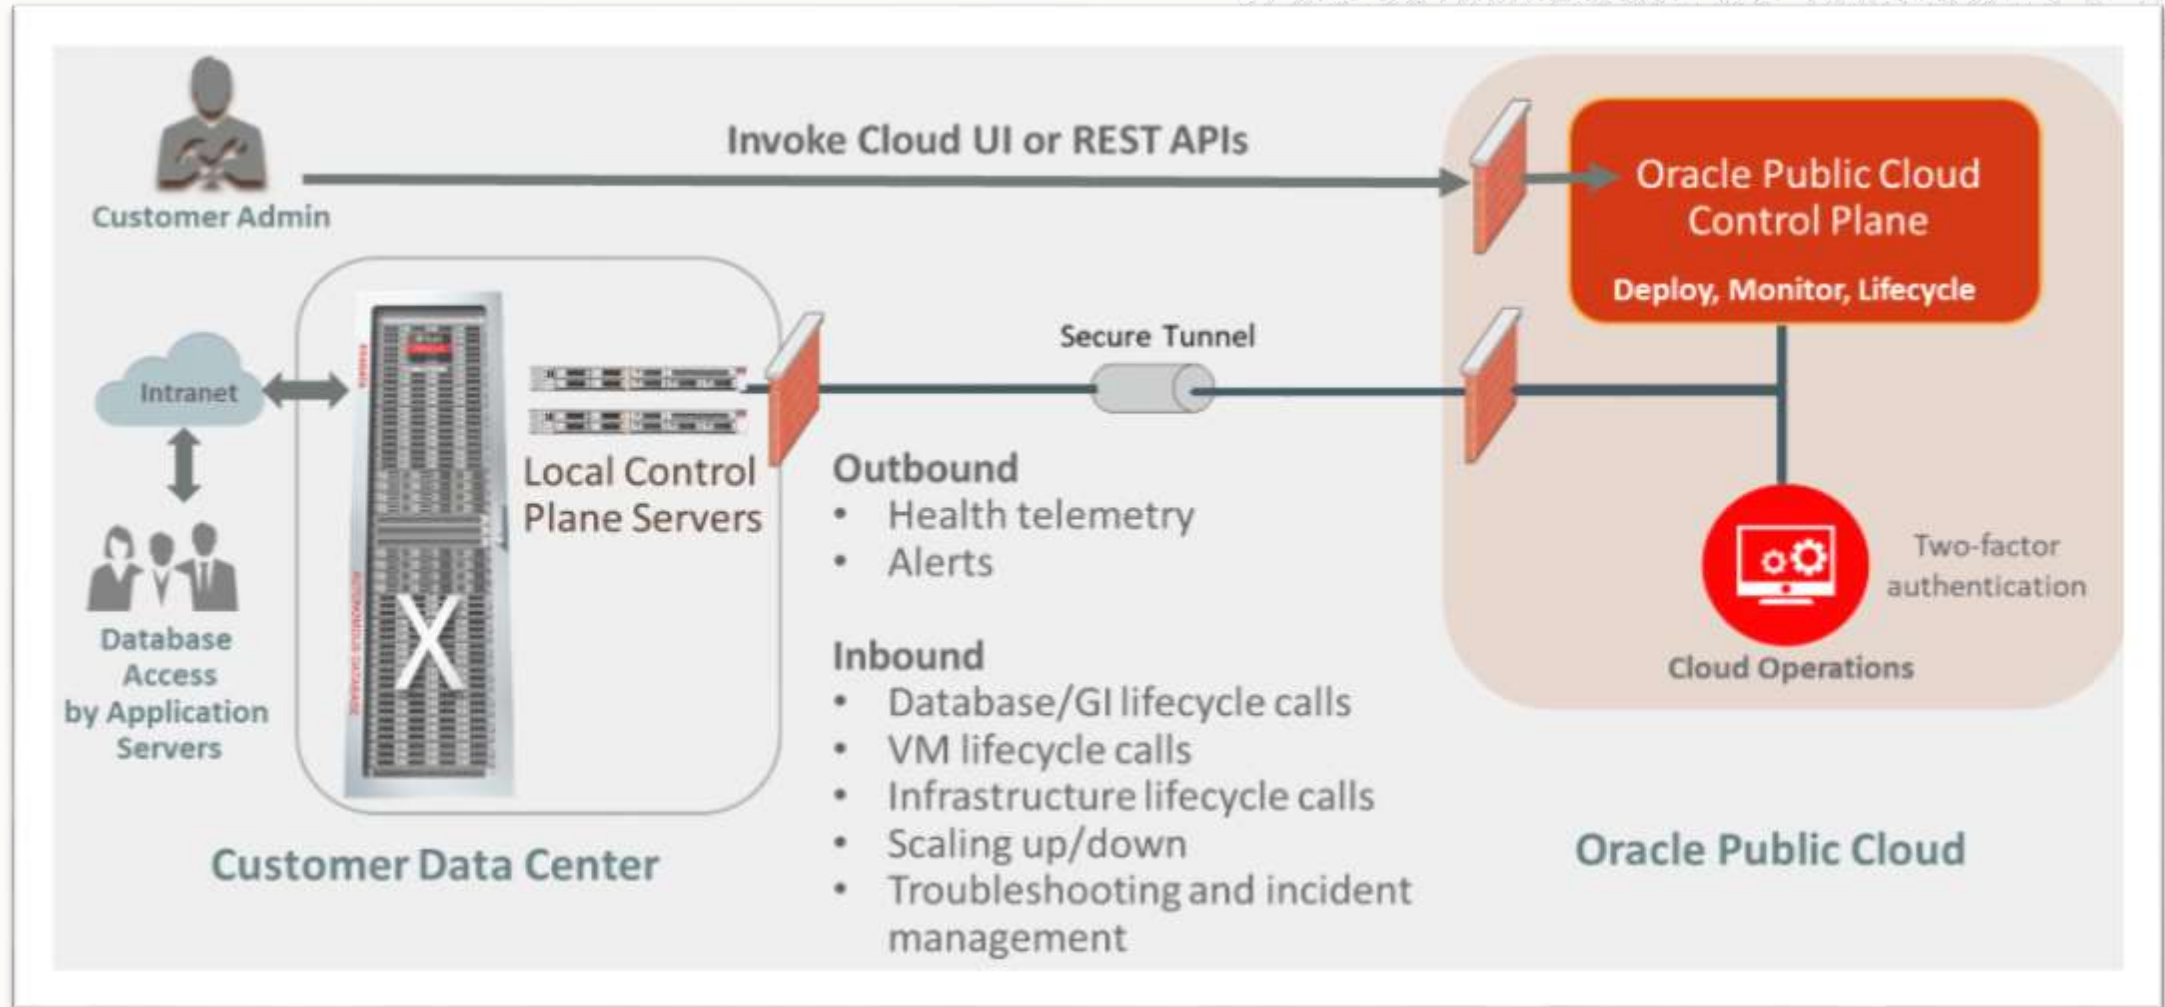 Invoke Cloud UI or REST APIs
Customer Admin
Oracle Public Cloud
Control Plane
Deploy, Monitor, Lifecycle
Secure Tunnel
Intranet
Local Control
Plane Servers
X
AUTONOMOUS DATABASE
Database
Access
by Application
Servers
Customer Data Center
Outbound
• Health telemetry
• Alerts
Inbound
• Database/GI lifecycle calls
• VM lifecycle calls
• Infrastructure lifecycle calls
• Scaling up/down
• Troubleshooting and incident
management
Two-factor
authentication
Cloud Operations
Oracle Public Cloud